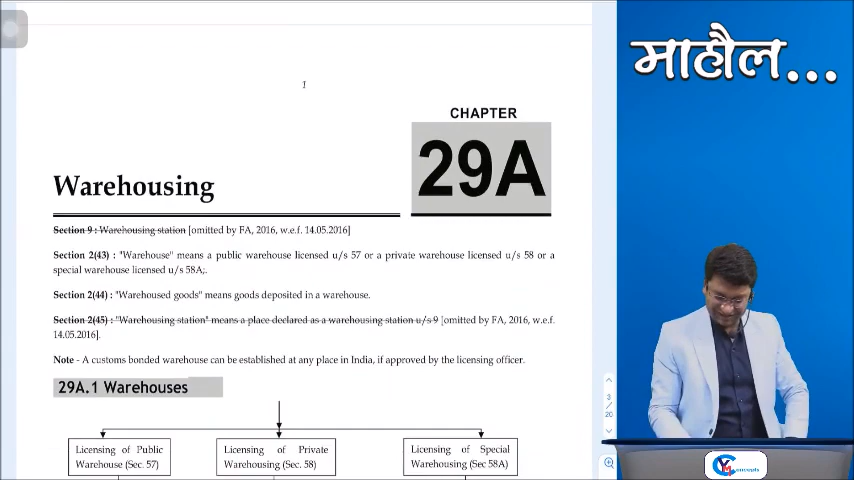 माहौल...
CHAPTER
29A
Warehousing
Section 9 : Warehousing station [omitted by FA, 2016, w.e.f. 14.05.2016]
Section 2(43) : "Warehouse" means a public warehouse licensed u/s 57 or a private warehouse licensed u/s 58 or a
special warehouse licensed u/s 58A;.
Section 2(44) : "Warehoused goods" means goods deposited in a warehouse.
Section 2(45) : "Warehousing station" means a place declared as a warehousing station u/s 9 [omitted by FA, 2016, w.e.f.
14.05.2016].
Note - A customs bonded warehouse can be established at any place in India, if approved by the licensing officer.
29A.1 Warehouses
Licensing of Public
Warehouse (Sec. 57)
Licensing of Private
Warehousing (Sec. 58)
Licensing of Special
Warehousing (Sec 58A)
3
/
20